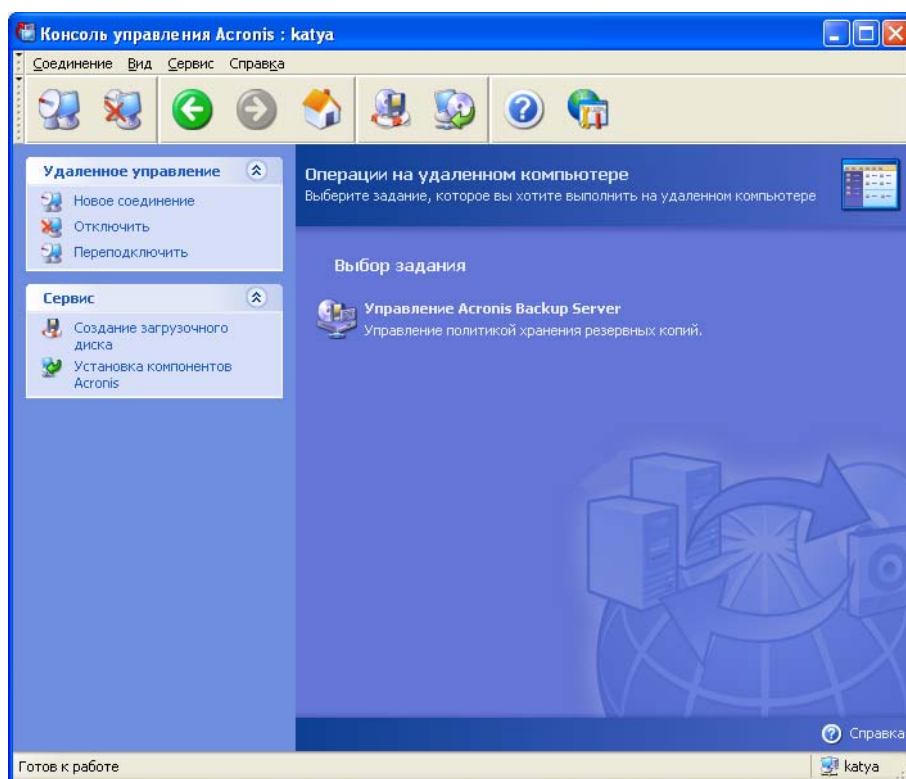 Консоль управления Acronis : katya
Соединение Вид Сервис Справка
Удаленное управление
Новое соединение
Отключить
Переподключить
Сервис
Создание загрузочного
диска
Установка компонентов
Acronis
Операции на удаленном компьютере
Выберите задание, которое вы хотите выполнить на удаленном компьютере
Выбор задания
Управление Acronis Backup Server
Управление политикой хранения резервных копий.
Справка
Готов к работе
katya